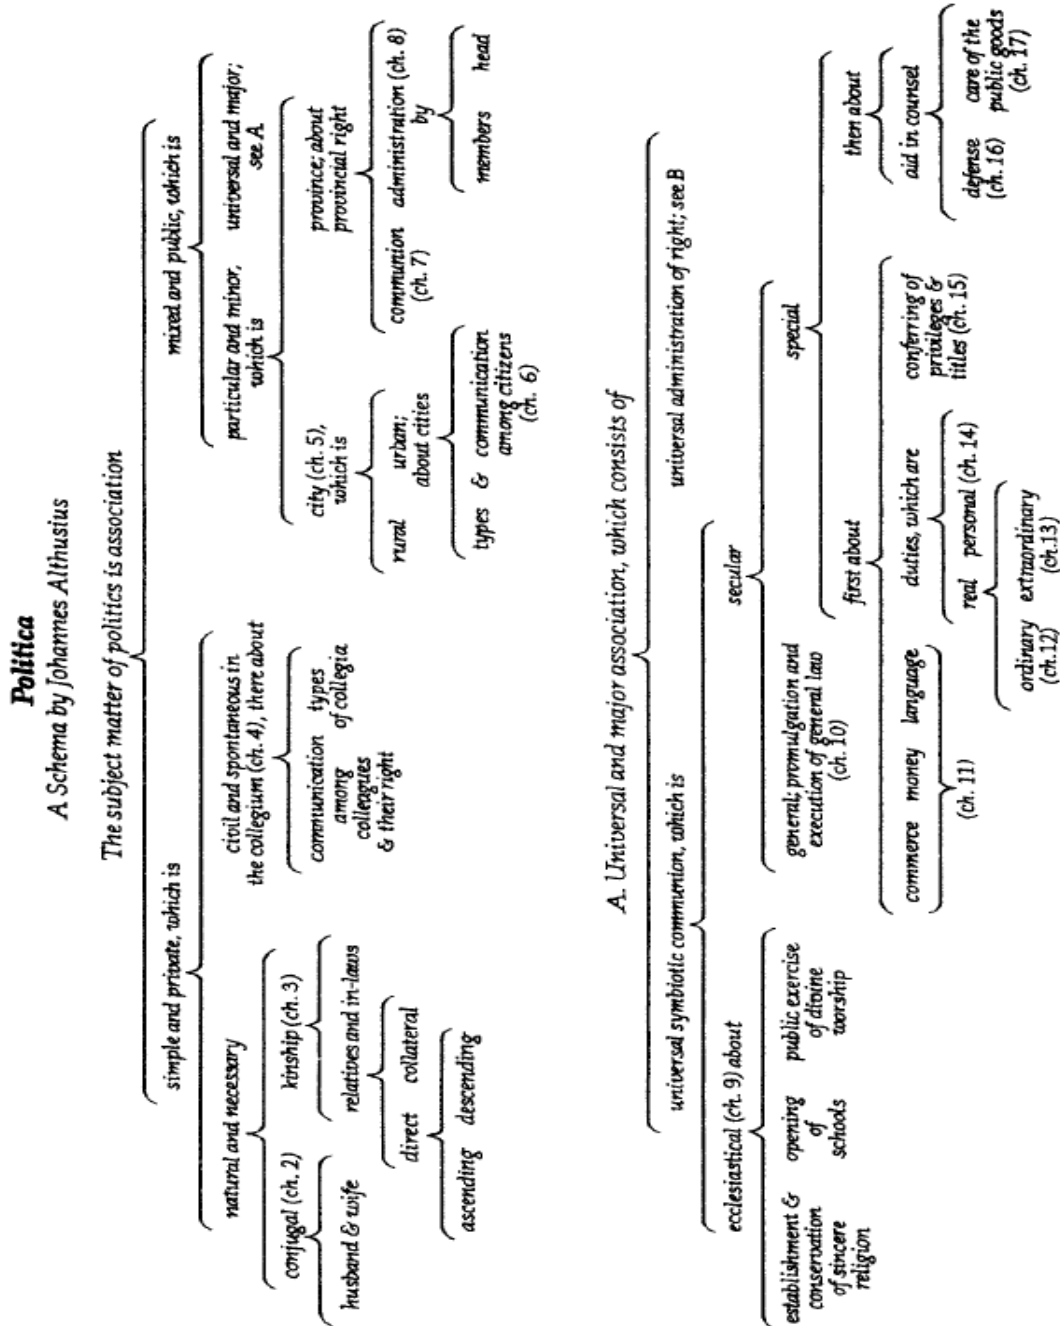 Politica
A Schema by Johannes Althusius
The subject matter of politics is association
simple and private, which is
mixed and public, which is
natural and necessary
civil and spontaneous in
the collegium (ch. 4), there about
particular and minor,
which is
universal and major;
see A
conjugal (ch. 2)
kinship (ch. 3)
communication
among
colleagues
& their right
types
of collegia
city (ch. 5),
which is
province; about
provincial right
husband & wife
relatives and in-laws
rural
urban;
about cities
communion
(ch. 7)
administration (ch. 8)
by
direct
collateral
types & communication
among citizens
(ch. 6)
members
head
ascending
descending
A. Universal and major association, which consists of
universal symbiotic communion, which is
universal administration of right; see B
ecclesiastical (ch. 9) about
secular
establishment &
conservation
of sincere
religion
opening
of
schools
public exercise
of divine
worship
general; promulgation and
execution of general law
(ch. 10)
special
first about
then about
commerce money language
(ch. 11)
duties, which are
conferring of
privileges &
titles (ch. 15)
aid in counsel
real
personal (ch. 14)
defense
(ch. 16)
care of the
public goods
(ch. 17)
ordinary
(ch.12)
extraordinary
(ch.13)